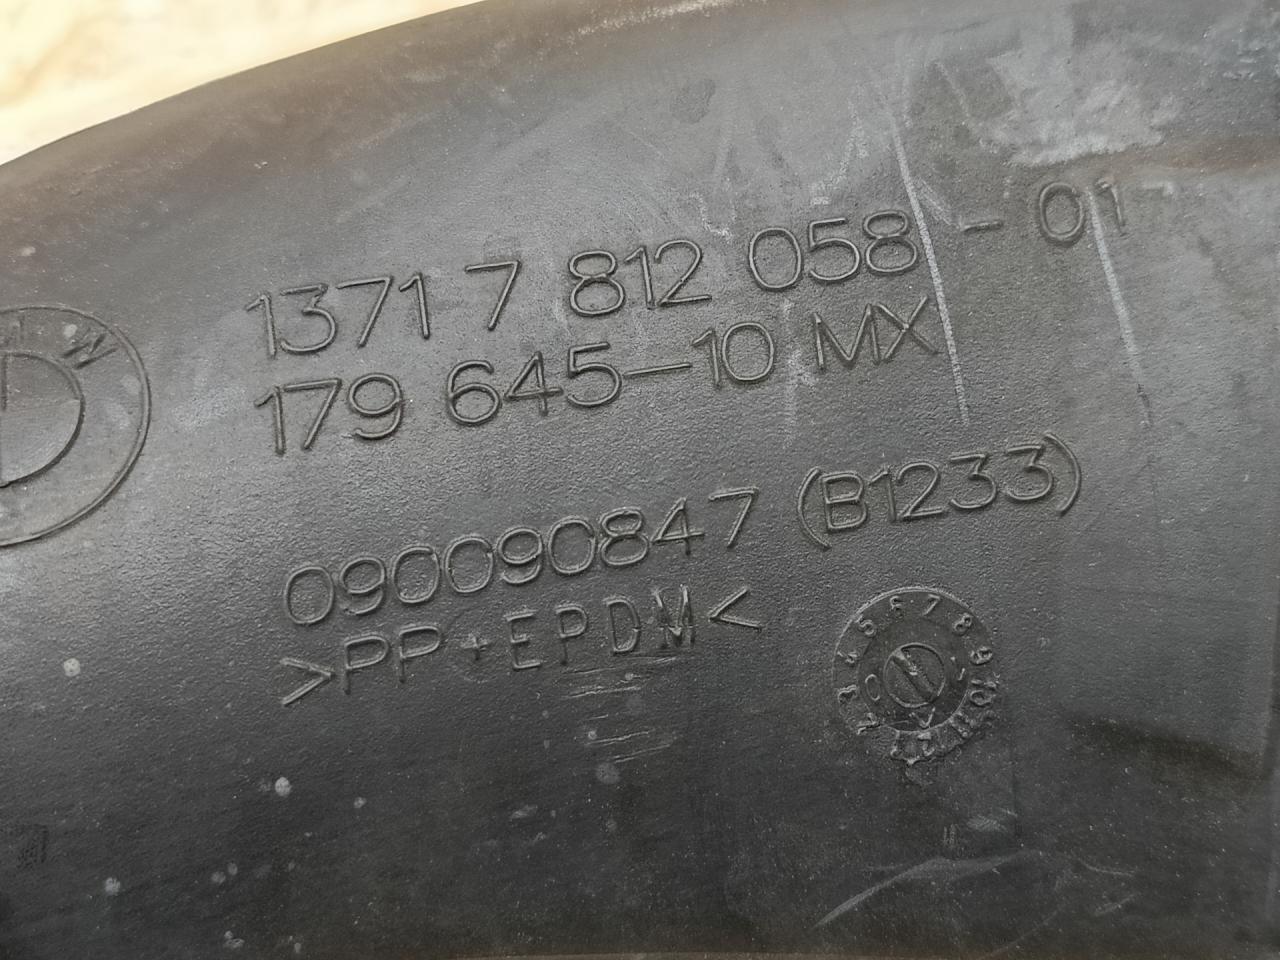 1371 7 812 058 - 01
179 645-10 MX
090090847 (B1233)
>PP+EPDM<